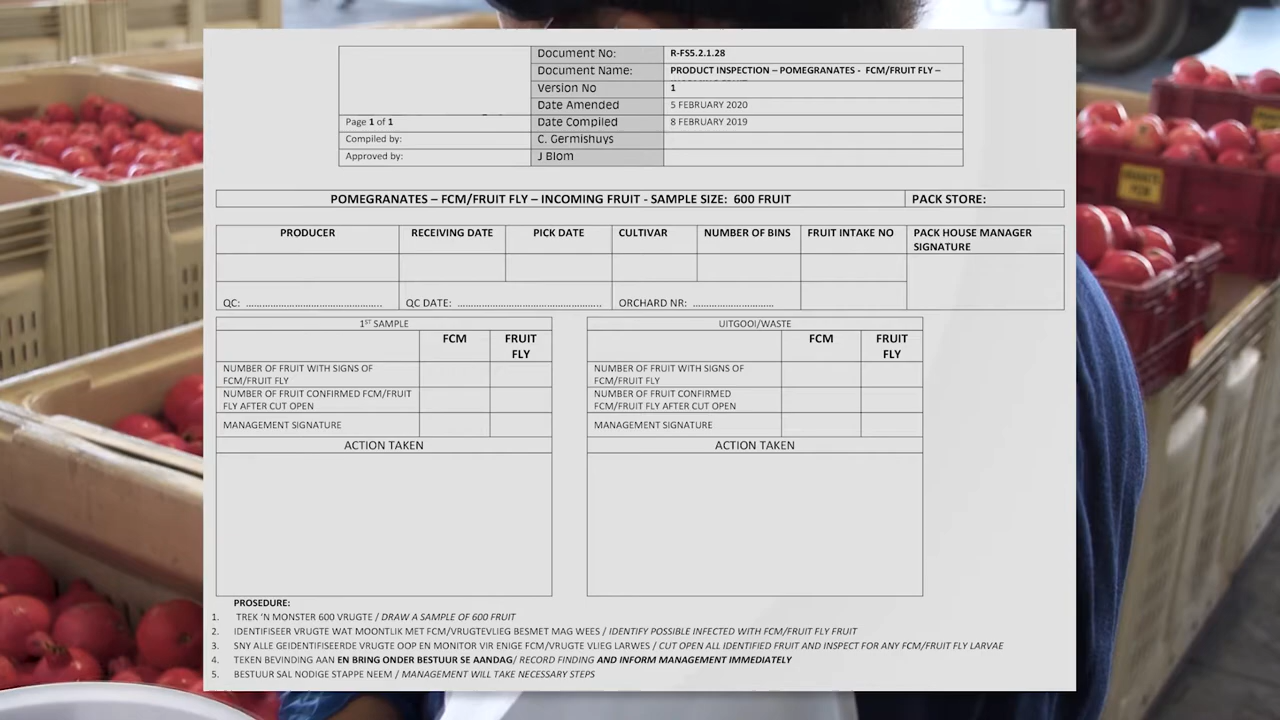 Document No: R-FS5.2.1.28
Document Name: PRODUCT INSPECTION – POMEGRANATES - FCM/FRUIT FLY –
Version No 1
Date Amended 5 FEBRUARY 2020
Page 1 of 1 Date Compiled 8 FEBRUARY 2019
Compiled by: C. Germishuys
Approved by: J Blom
POMEGRANATES – FCM/FRUIT FLY – INCOMING FRUIT - SAMPLE SIZE: 600 FRUIT PACK STORE:
PRODUCER RECEIVING DATE PICK DATE CULTIVAR NUMBER OF BINS FRUIT INTAKE NO PACK HOUSE MANAGER
SIGNATURE
QC: ................................................ QC DATE: ................................................... ORCHARD NR: .............................
1ST SAMPLE
FCM FRUIT
FLY
NUMBER OF FRUIT WITH SIGNS OF
FCM/FRUIT FLY
NUMBER OF FRUIT CONFIRMED FCM/FRUIT
FLY AFTER CUT OPEN
MANAGEMENT SIGNATURE
ACTION TAKEN
UITGOOI/WASTE
FCM FRUIT
FLY
NUMBER OF FRUIT WITH SIGNS OF
FCM/FRUIT FLY
NUMBER OF FRUIT CONFIRMED
FCM/FRUIT FLY AFTER CUT OPEN
MANAGEMENT SIGNATURE
ACTION TAKEN
PROSEDURE:
1. TREK 'N MONSTER 600 VRUGTE / DRAW A SAMPLE OF 600 FRUIT
2. IDENTIFISEER VRUGTE WAT MOONTLIK MET FCM/VRUGTEVLIEG BESMET MAG WEES / IDENTIFY POSSIBLE INFECTED WITH FCM/FRUIT FLY FRUIT
3. SNY ALLE GEIDENTIFISEERDE VRUGTE OOP EN MONITOR VIR ENIGE FCM/VRUGTE VLIEG LARWES / CUT OPEN ALL IDENTIFIED FRUIT AND INSPECT FOR ANY FCM/FRUIT FLY LARVAE
4. TEKEN BEVINDING AAN EN BRING ONDER BESTUUR SE AANDAG/ RECORD FINDING AND INFORM MANAGEMENT IMMEDIATELY
5. BESTUUR SAL NODIGE STAPPE NEEM / MANAGEMENT WILL TAKE NECESSARY STEPS